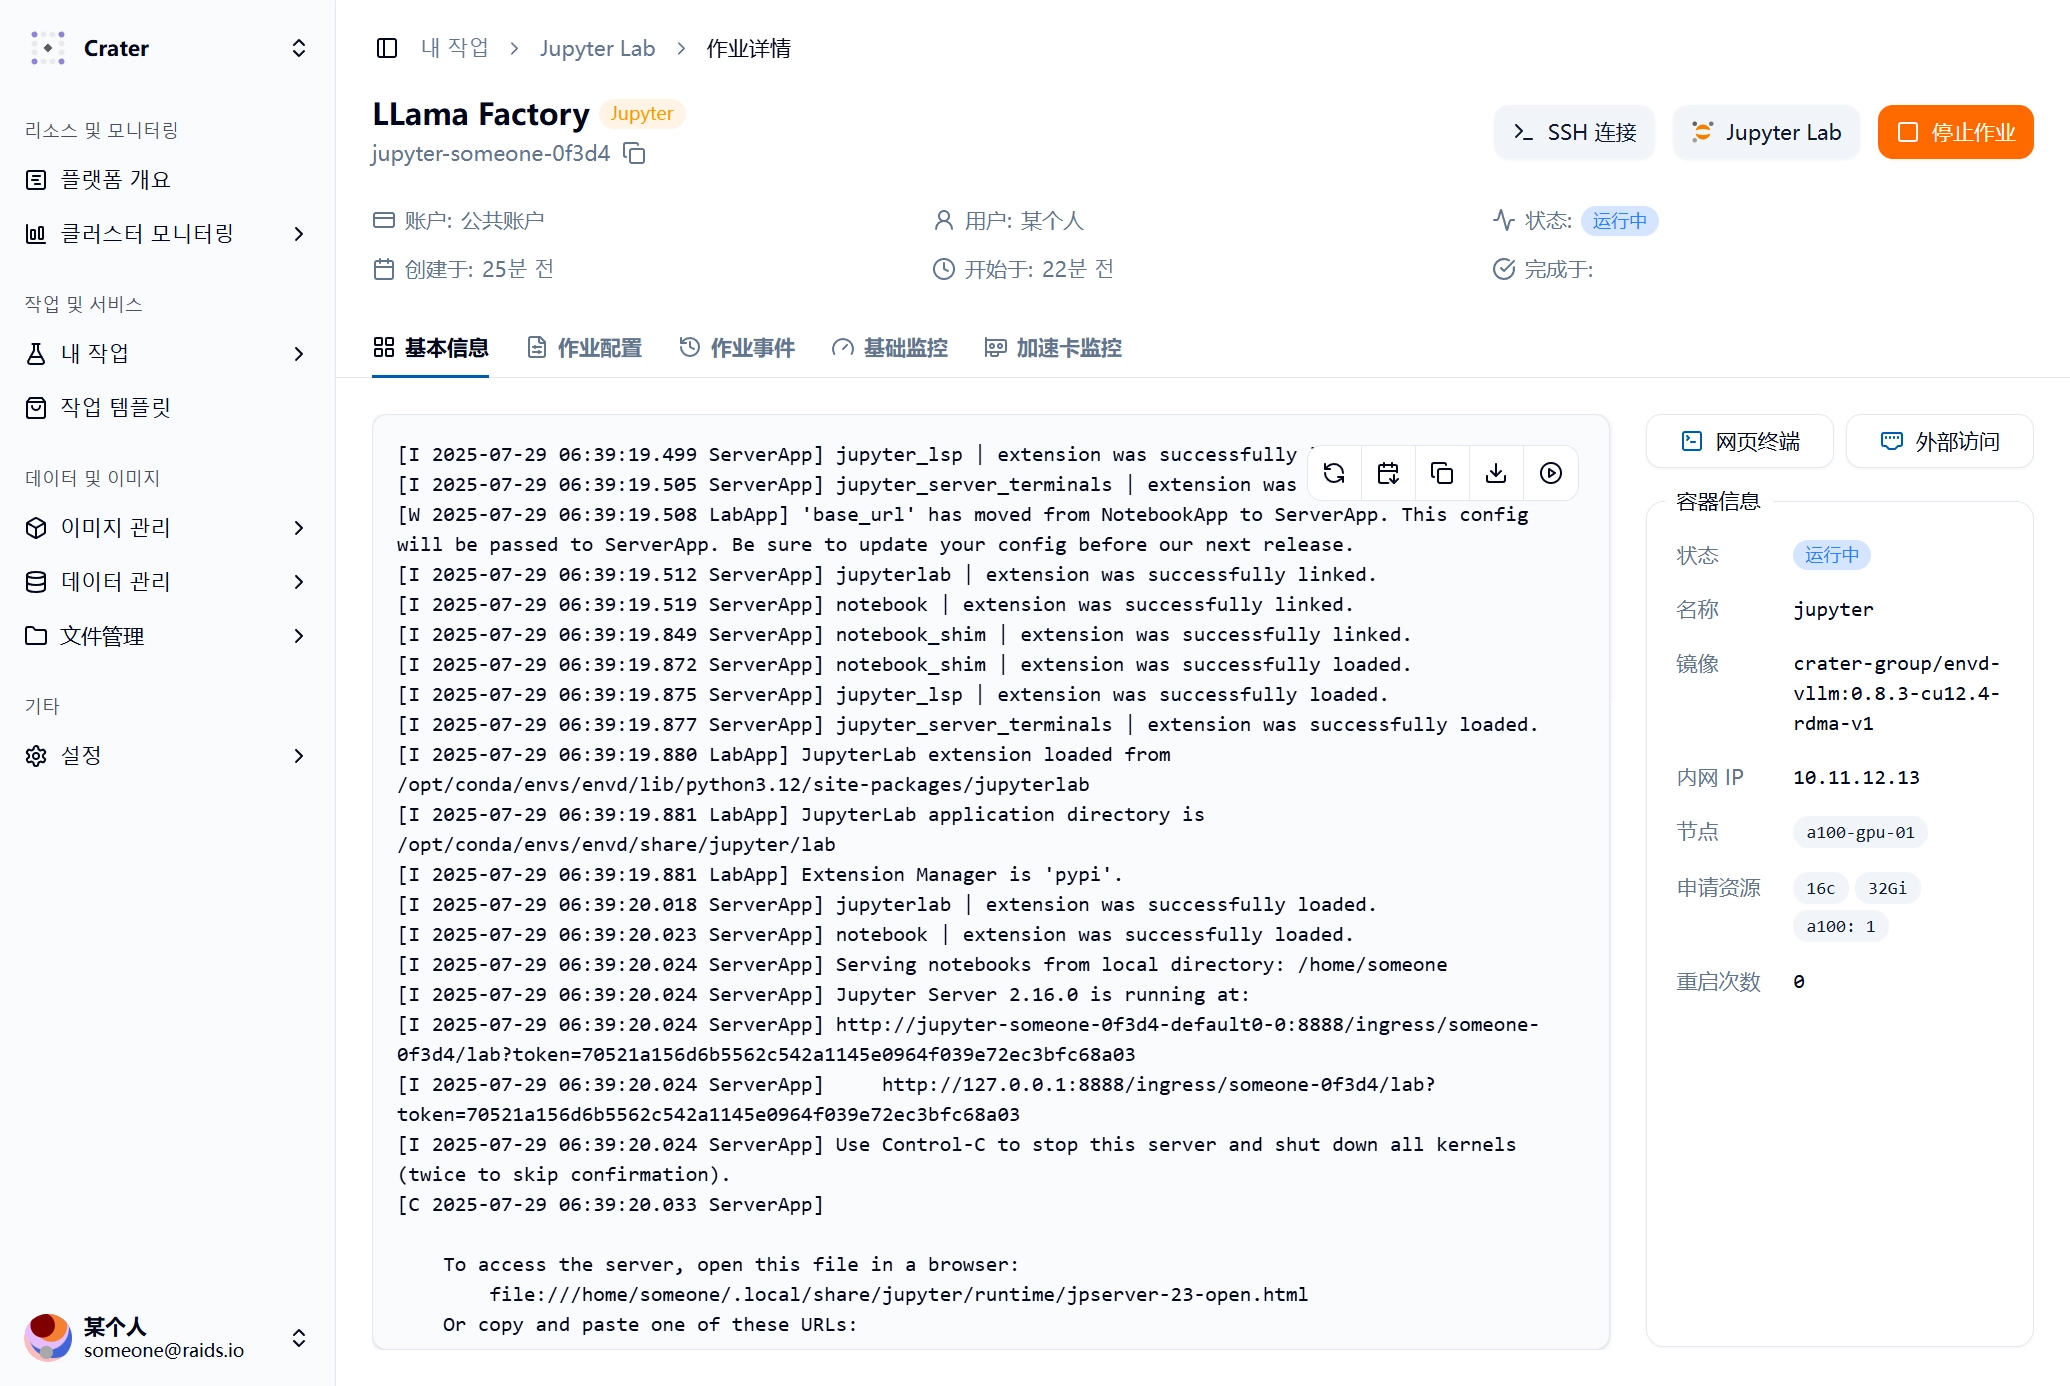 Crater
리소스 및 모니터링
플랫폼 개요
클러스터 모니터링
작업 및 서비스
내 작업
작업 템플릿
데이터 및 이미지
이미지 관리
데이터 관리
文件管理
기타
설정
某个人
someone@raids.io
내 작업 > Jupyter Lab > 作业详情
LLama Factory Jupyter
jupyter-someone-0f3d4
SSH 连接
Jupyter Lab
停止作业
账户: 公共账户
用户: 某个人
状态: 运行中
创建于: 25분 전
开始于: 22분 전
完成于:
基本信息
作业配置
作业事件
基础监控
加速卡监控
[I 2025-07-29 06:39:19.499 ServerApp] jupyter_lsp | extension was successfully
[I 2025-07-29 06:39:19.505 ServerApp] jupyter_server_terminals | extension was
[W 2025-07-29 06:39:19.508 LabApp] 'base_url' has moved from NotebookApp to ServerApp. This config
will be passed to ServerApp. Be sure to update your config before our next release.
[I 2025-07-29 06:39:19.512 ServerApp] jupyterlab | extension was successfully linked.
[I 2025-07-29 06:39:19.519 ServerApp] notebook | extension was successfully linked.
[I 2025-07-29 06:39:19.849 ServerApp] notebook_shim | extension was successfully linked.
[I 2025-07-29 06:39:19.872 ServerApp] notebook_shim | extension was successfully loaded.
[I 2025-07-29 06:39:19.875 ServerApp] jupyter_lsp | extension was successfully loaded.
[I 2025-07-29 06:39:19.877 ServerApp] jupyter_server_terminals | extension was successfully loaded.
[I 2025-07-29 06:39:19.880 LabApp] JupyterLab extension loaded from
/opt/conda/envs/envd/lib/python3.12/site-packages/jupyterlab
[I 2025-07-29 06:39:19.881 LabApp] JupyterLab application directory is
/opt/conda/envs/envd/share/jupyter/lab
[I 2025-07-29 06:39:19.881 LabApp] Extension Manager is 'pypi'.
[I 2025-07-29 06:39:20.018 ServerApp] jupyterlab | extension was successfully loaded.
[I 2025-07-29 06:39:20.023 ServerApp] notebook | extension was successfully loaded.
[I 2025-07-29 06:39:20.024 ServerApp] Serving notebooks from local directory: /home/someone
[I 2025-07-29 06:39:20.024 ServerApp] Jupyter Server 2.16.0 is running at:
[I 2025-07-29 06:39:20.024 ServerApp] http://jupyter-someone-0f3d4-default0-0:8888/ingress/someone-
0f3d4/lab?token=70521a156d6b5562c542a1145e0964f039e72ec3bfc68a03
[I 2025-07-29 06:39:20.024 ServerApp]     http://127.0.0.1:8888/ingress/someone-0f3d4/lab?
token=70521a156d6b5562c542a1145e0964f039e72ec3bfc68a03
[I 2025-07-29 06:39:20.024 ServerApp] Use Control-C to stop this server and shut down all kernels
(twice to skip confirmation).
[C 2025-07-29 06:39:20.033 ServerApp]
To access the server, open this file in a browser:
file:///home/someone/.local/share/jupyter/runtime/jpserver-23-open.html
Or copy and paste one of these URLs:
网页终端
外部访问
容器信息
状态 运行中
名称 jupyter
镜像 crater-group/envd-
vllm:0.8.3-cu12.4-
rdma-v1
内网 IP 10.11.12.13
节点 a100-gpu-01
申请资源 16c 32Gi
a100: 1
重启次数 0